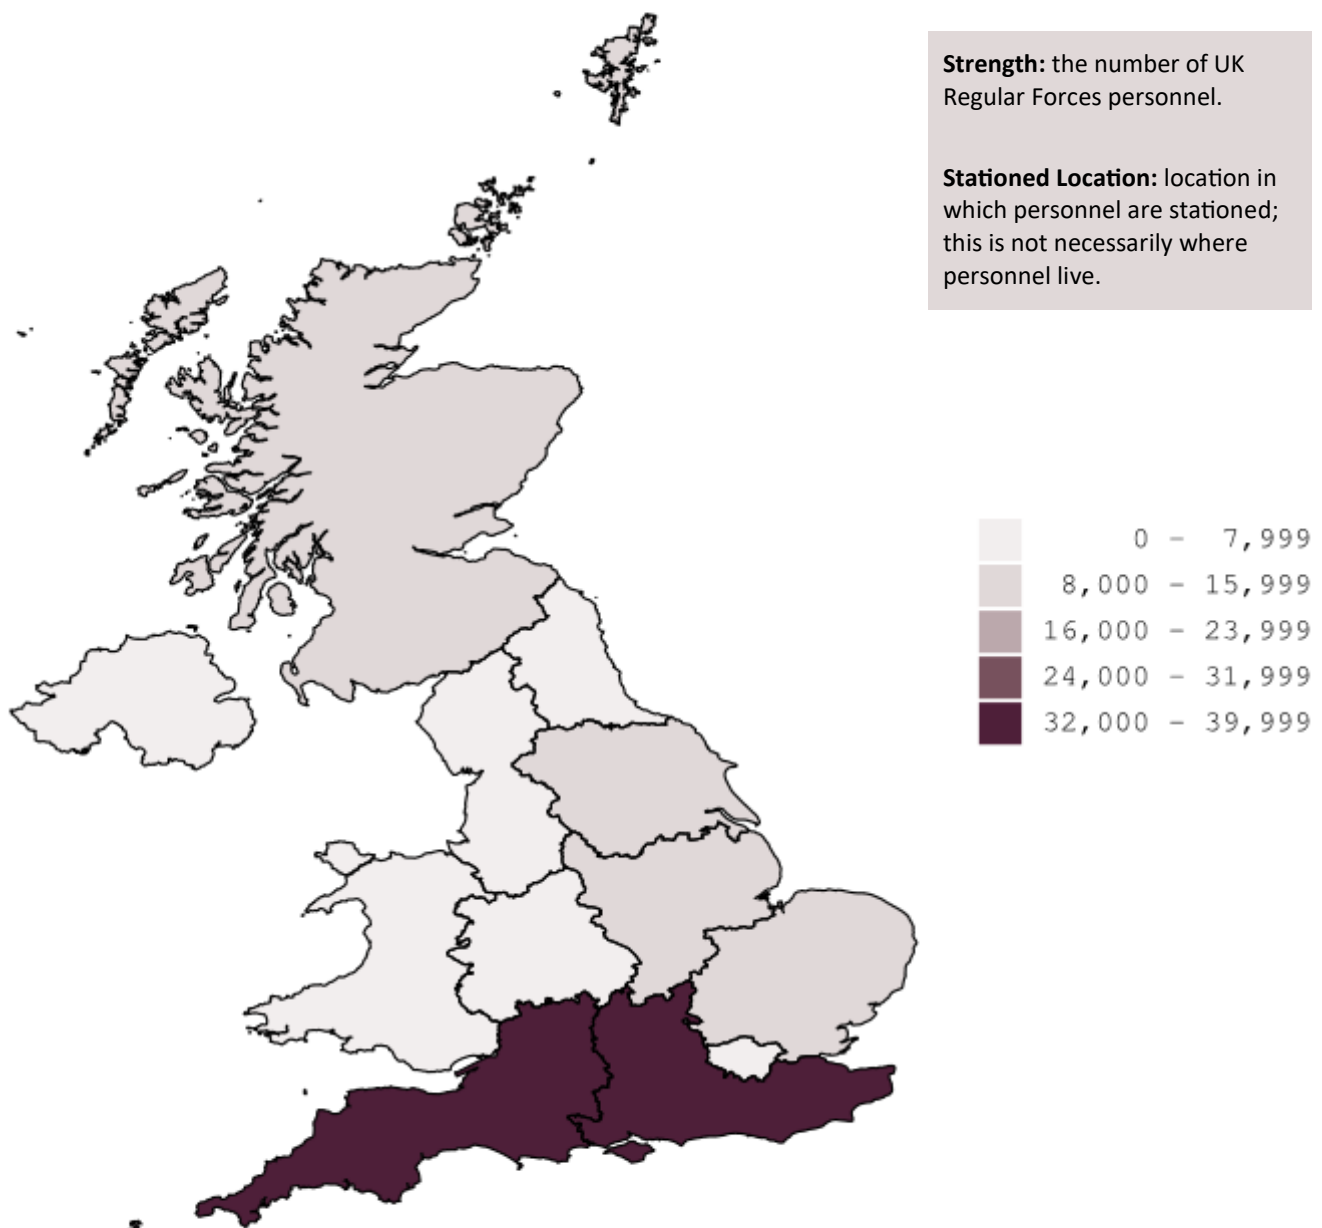 Strength: the number of UK
Regular Forces personnel.
Stationed Location: location in
which personnel are stationed;
this is not necessarily where
personnel live.
0 - 7,999
8,000 - 15,999
16,000 - 23,999
24,000 - 31,999
32,000 - 39,999